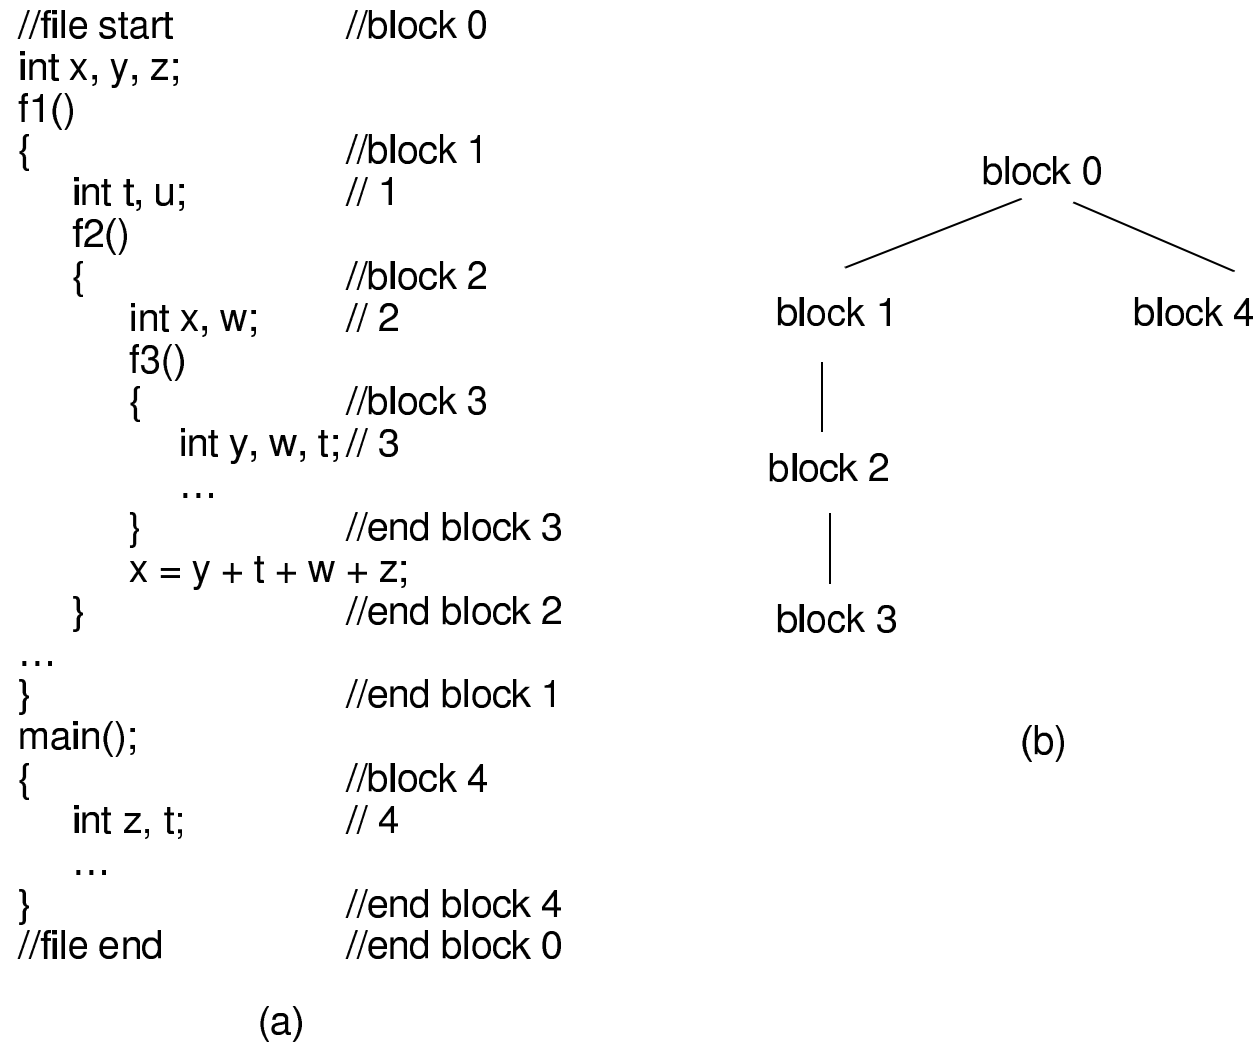 //file start //block 0
int x, y, z;
f1()
{ //block 1
int t, u; // 1
f2()
{ //block 2
int x, w; // 2
f3()
{ //block 3
int y, w, t; // 3
...
} //end block 3
x = y + t + w + z;
} //end block 2
...
} //end block 1
main();
{ //block 4
int z, t; // 4
...
} //end block 4
//file end //end block 0
(a)
block 0
block 1 block 4
block 2
block 3
(b)